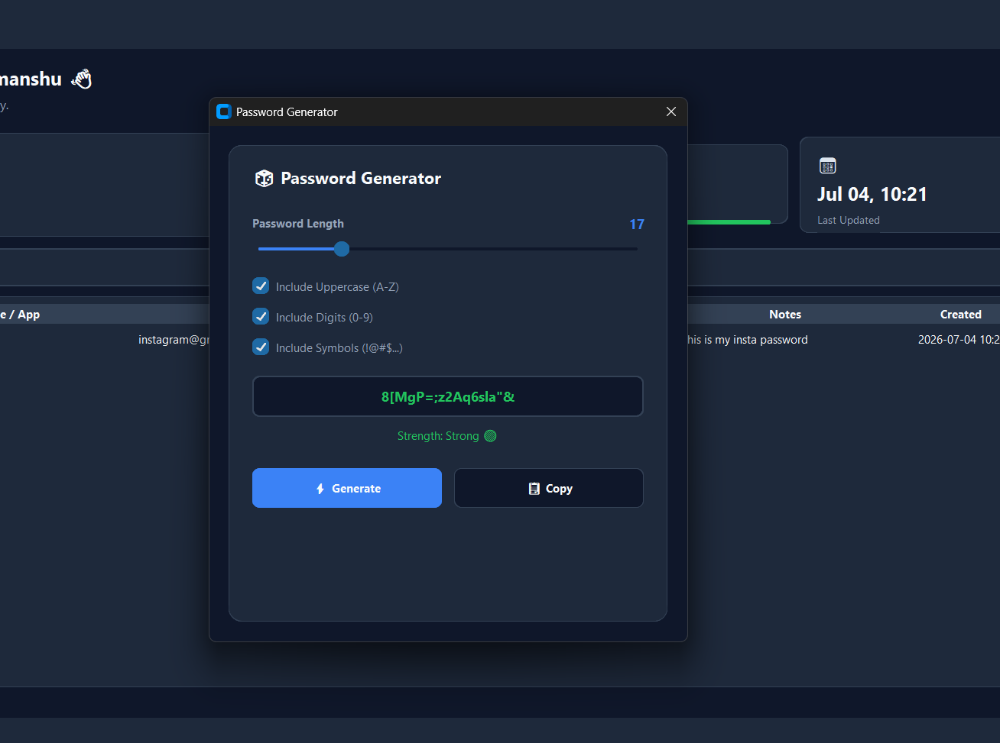 manshu
y.
Password Generator
Password Generator
Password Length
17
Include Uppercase (A-Z)
Include Digits (0-9)
Include Symbols (!@#$...)
8[MgP=;z2Aq6sla"&
Strength: Strong
Generate
Copy
Jul 04, 10:21
Last Updated
e / App
Notes
Created
instagram@gr
his is my insta password
2026-07-04 10:2